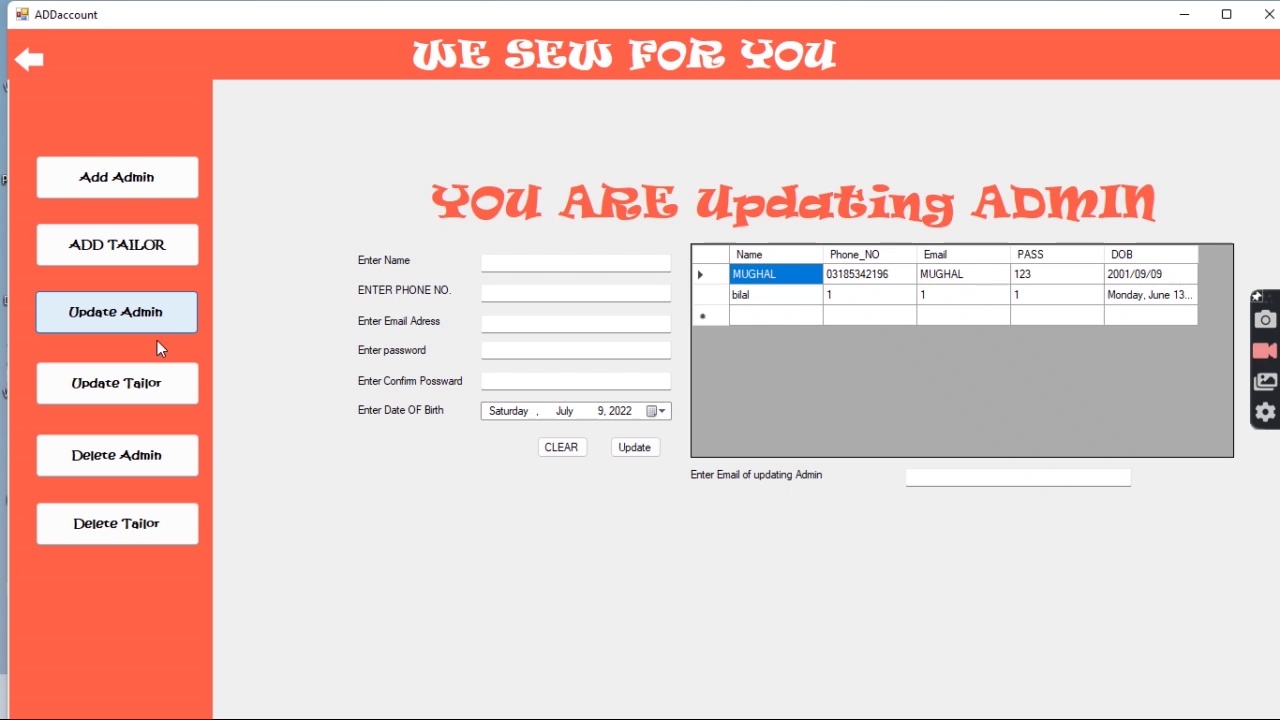 ADDaccount
WE SEW FOR YOU
Add Admin
ADD TAILOR
Update Admin
Update Tailor
Delete Admin
Delete Tailor
YOU ARE Updating ADMIN
Enter Name
ENTER PHONE NO.
Enter Email Adress
Enter password
Enter Confirm Possward
Enter Date OF Birth
Saturday , July 9, 2022
CLEAR Update
Name Phone_NO Email PASS DOB
MUGHAL 03185342196 MUGHAL 123 2001/09/09
bilal 1 1 1 Monday, June 13...
Enter Email of updating Admin